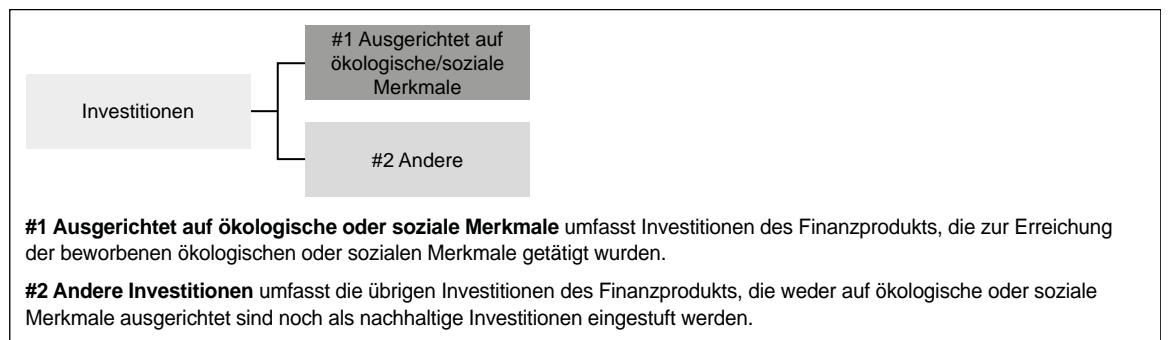 #1 Ausgerichtet auf
ökologische/soziale
Merkmale
Investitionen
#2 Andere
#1 Ausgerichtet auf ökologische oder soziale Merkmale umfasst Investitionen des Finanzprodukts, die zur Erreichung
der beworbenen ökologischen oder sozialen Merkmale getätigt wurden.
#2 Andere Investitionen umfasst die übrigen Investitionen des Finanzprodukts, die weder auf ökologische oder soziale
Merkmale ausgerichtet sind noch als nachhaltige Investitionen eingestuft werden.